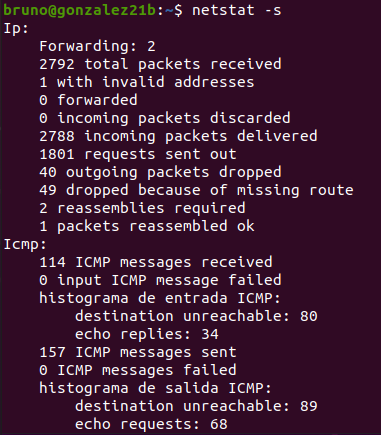 bruno@gonzalez21b:~$ netstat -s
Ip:
Forwarding: 2
2792 total packets received
1 with invalid addresses
0 forwarded
0 incoming packets discarded
2788 incoming packets delivered
1801 requests sent out
40 outgoing packets dropped
49 dropped because of missing route
2 reassemblies required
1 packets reassembled ok
Icmp:
114 ICMP messages received
0 input ICMP message failed
histograma de entrada ICMP:
destination unreachable: 80
echo replies: 34
157 ICMP messages sent
0 ICMP messages failed
histograma de salida ICMP:
destination unreachable: 89
echo requests: 68